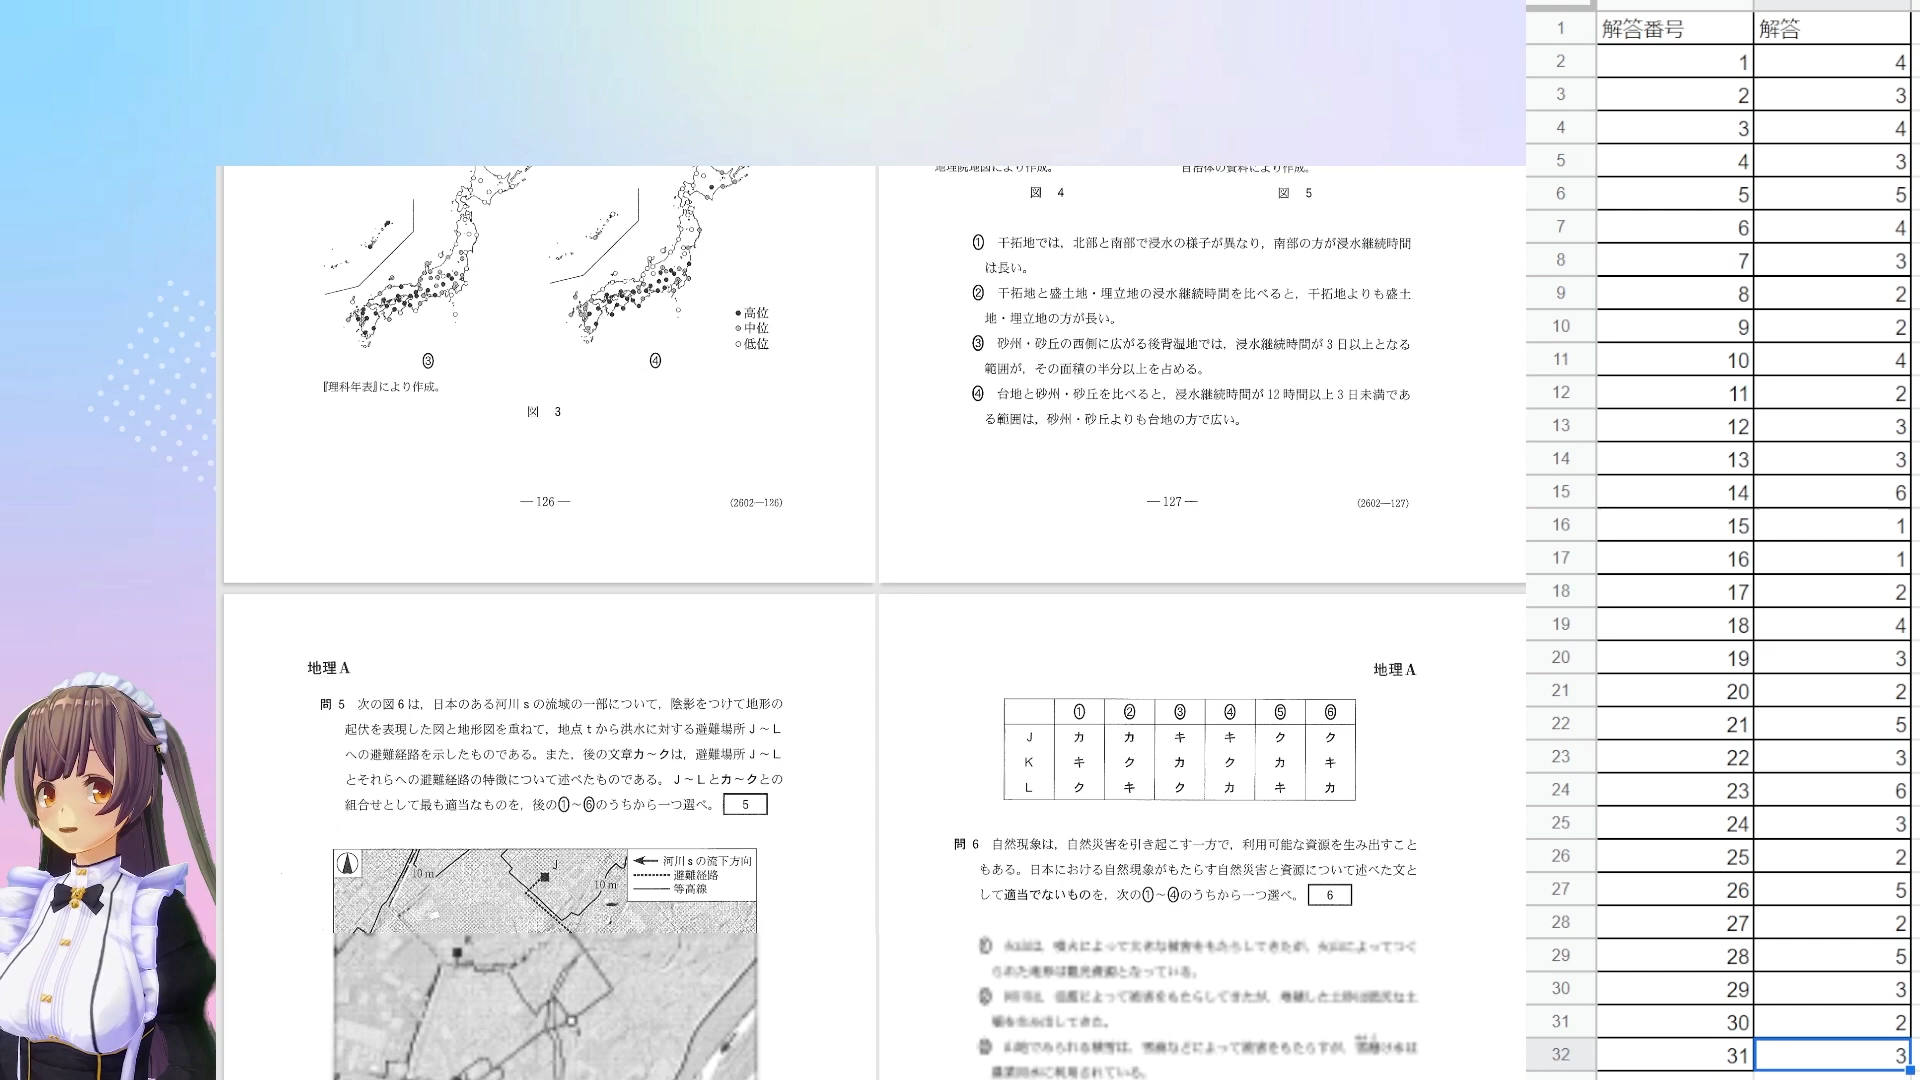 地理院地図により作成。
自治体の資料により作成。
図 4
図 5
① 干拓地では，北部と南部で浸水の様子が異なり，南部の方が浸水継続時間
は長い。
② 干拓地と盛土地・埋立地の浸水継続時間を比べると，干拓地よりも盛土
地・埋立地の方が長い。
③ 砂州・砂丘の西側に広がる後背湿地では，浸水継続時間が3日以上となる
範囲が，その面積の半分以上を占める。
④ 台地と砂州・砂丘を比べると，浸水継続時間が12時間以上3日未満であ
る範囲は，砂州・砂丘よりも台地の方で広い。
●高位
中位
○低位
③
④
『理科年表』により作成。
図 3
— 126 —
(2602—126)
— 127 —
(2602—127)
地理A
問 5 次の図6は，日本のある河川sの流域の一部について，陰影をつけて地形の
起伏を表現した図と地形図を重ねて，地点tから洪水に対する避難場所J～L
への避難経路を示したものである。また，後の文章カ～クは，避難場所J～L
とそれらへの避難経路の特徴について述べたものである。J～Lとカ～クとの
組合せとして最も適当なものを，後の①～⑥のうちから一つ選べ。 5
河川sの流下方向
避難経路
等高線
10 m
J
10 m
地理A
① ② ③ ④ ⑤ ⑥
J カ カ キ キ ク ク
K キ ク カ ク カ キ
L ク キ ク カ キ カ
問 6 自然現象は，自然災害を引き起こす一方で，利用可能な資源を生み出すこと
もある。日本における自然現象がもたらす自然災害と資源について述べた文と
して適当でないものを，次の①～④のうちから一つ選べ。 6
1 解答番号 解答
2 1 4
3 2 3
4 3 4
5 4 3
6 5 5
7 6 4
8 7 3
9 8 2
10 9 2
11 10 4
12 11 2
13 12 3
14 13 3
15 14 6
16 15 1
17 16 1
18 17 2
19 18 4
20 19 3
21 20 2
22 21 5
23 22 3
24 23 6
25 24 3
26 25 2
27 26 5
28 27 2
29 28 5
30 29 3
31 30 2
32 31 3